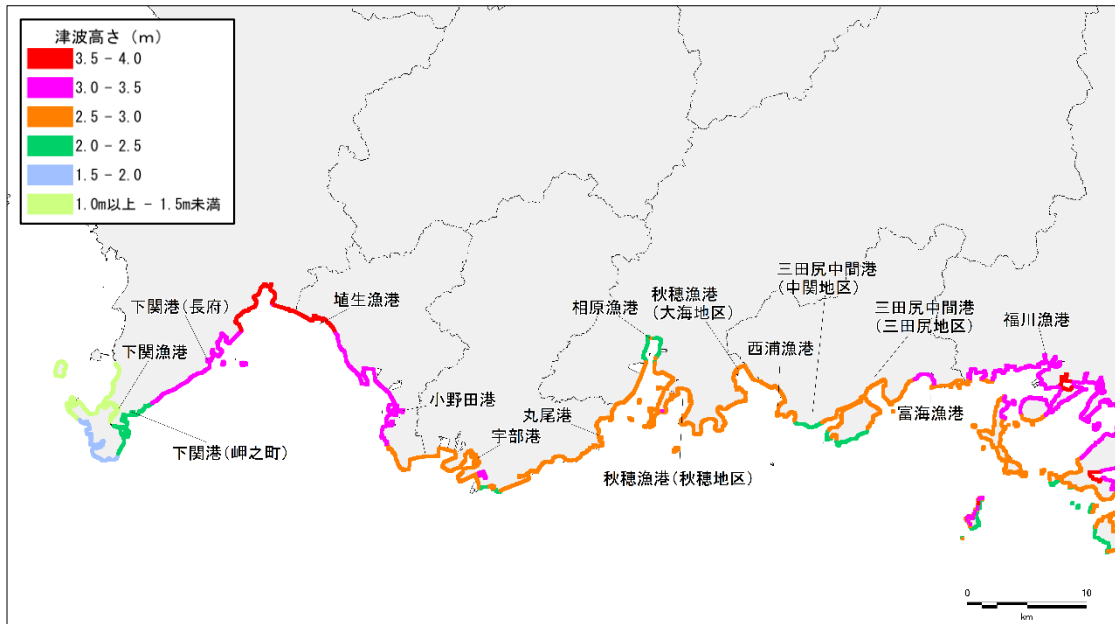 津波高さ（ｍ）
3.5 − 4.0
3.0 − 3.5
2.5 − 3.0
2.0 − 2.5
1.5 − 2.0
1.0m以上 − 1.5m未満
下関港(長府)
下関漁港
下関港(岬之町)
埴生漁港
小野田港
宇部港
丸尾港
相原漁港
秋穂漁港
(大海地区)
秋穂漁港(秋穂地区)
西浦漁港
三田尻中間港
(中関地区)
三田尻中間港
(三田尻地区)
富海漁港
福川漁港
0 10
km